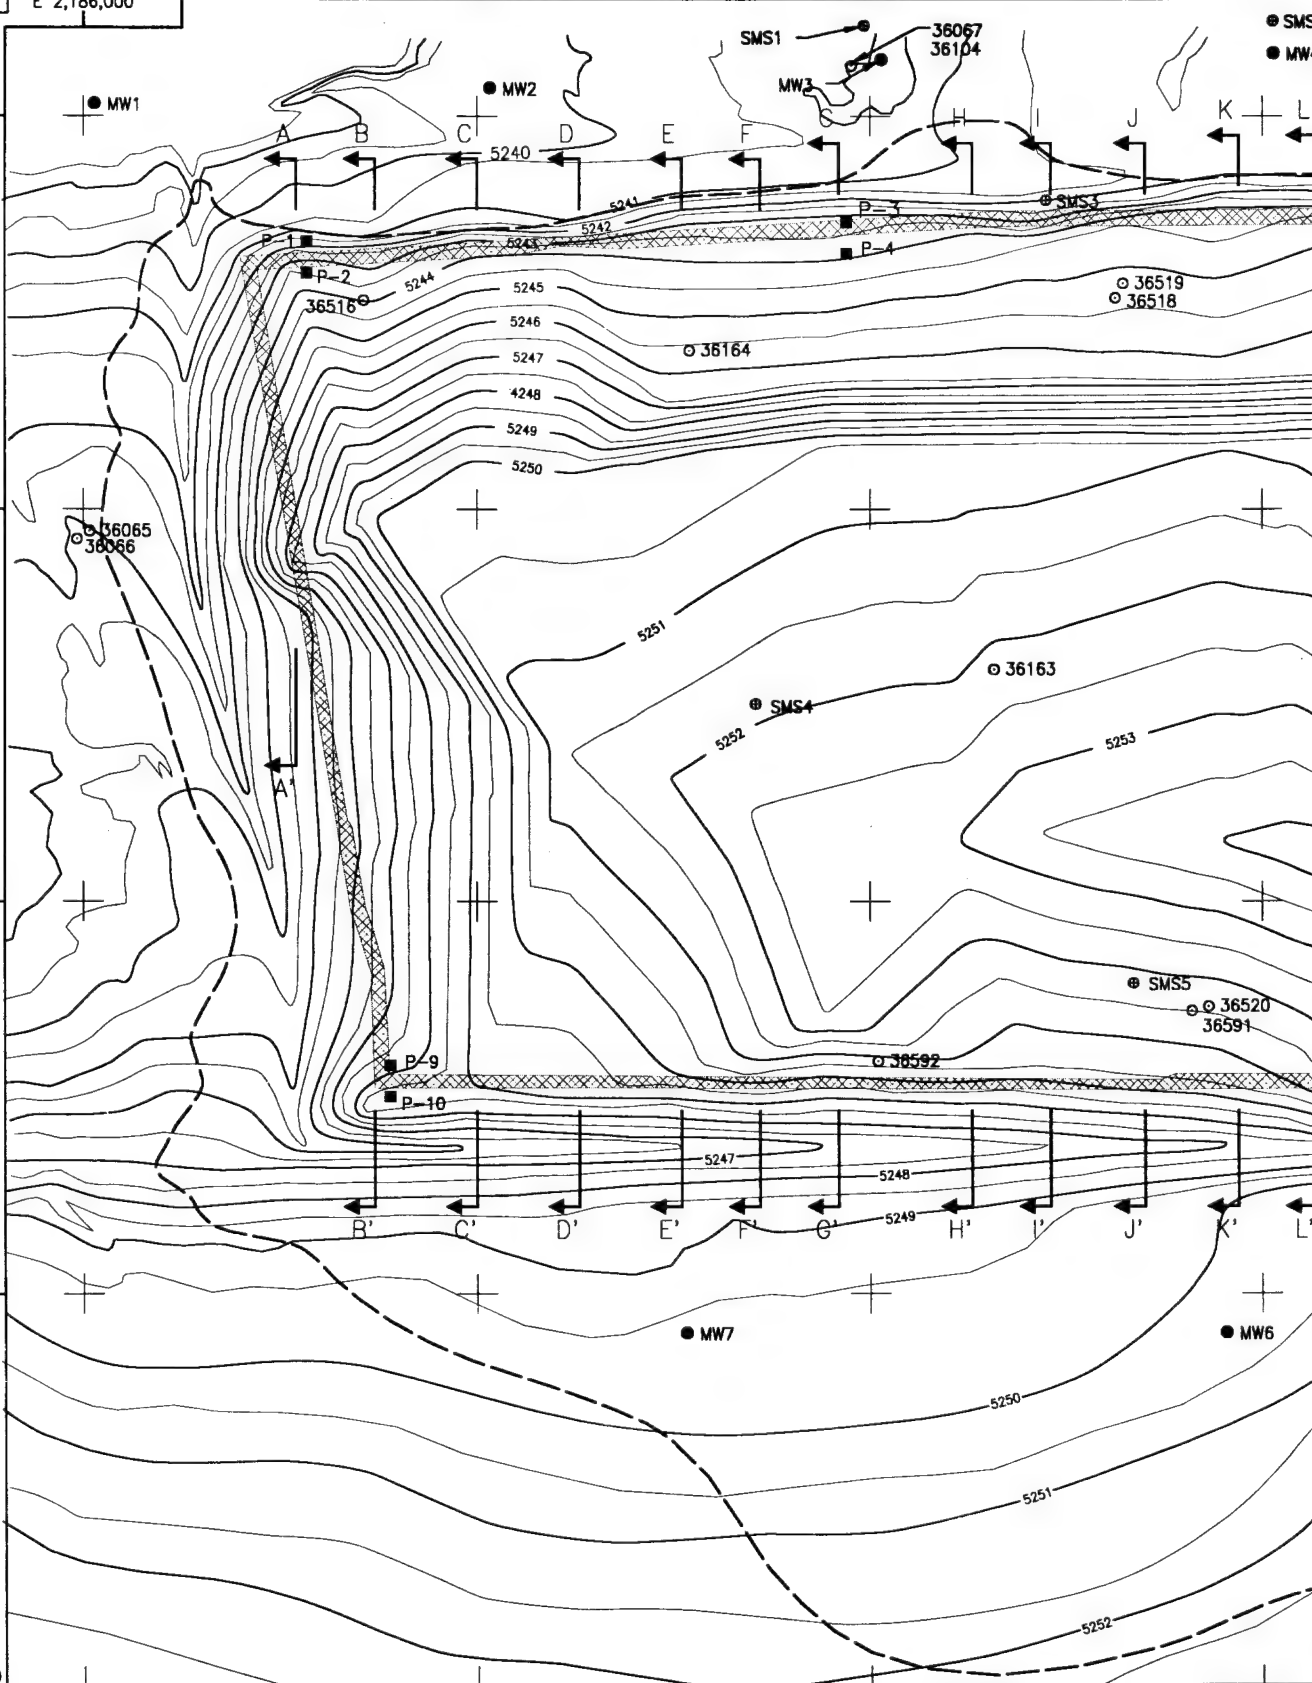 E 2,186,000
SMS1
36067
36104
MW3
MW1
MW2
A
B
C
D
E
F
G
H
I
J
K
L
5240
5241
5242
5243
5244
5245
5246
5247
4248
5249
5250
P-1
P-2
P-3
P-4
SMS3
36516
36164
36519
36518
36065
36066
5251
36163
SMS4
5252
5253
A'
SMS5
36520
36591
36592
P-9
P-10
5247
5248
5249
B'
C'
D'
E'
F'
G'
H'
I'
J'
K'
L'
MW7
MW6
5250
5251
5252